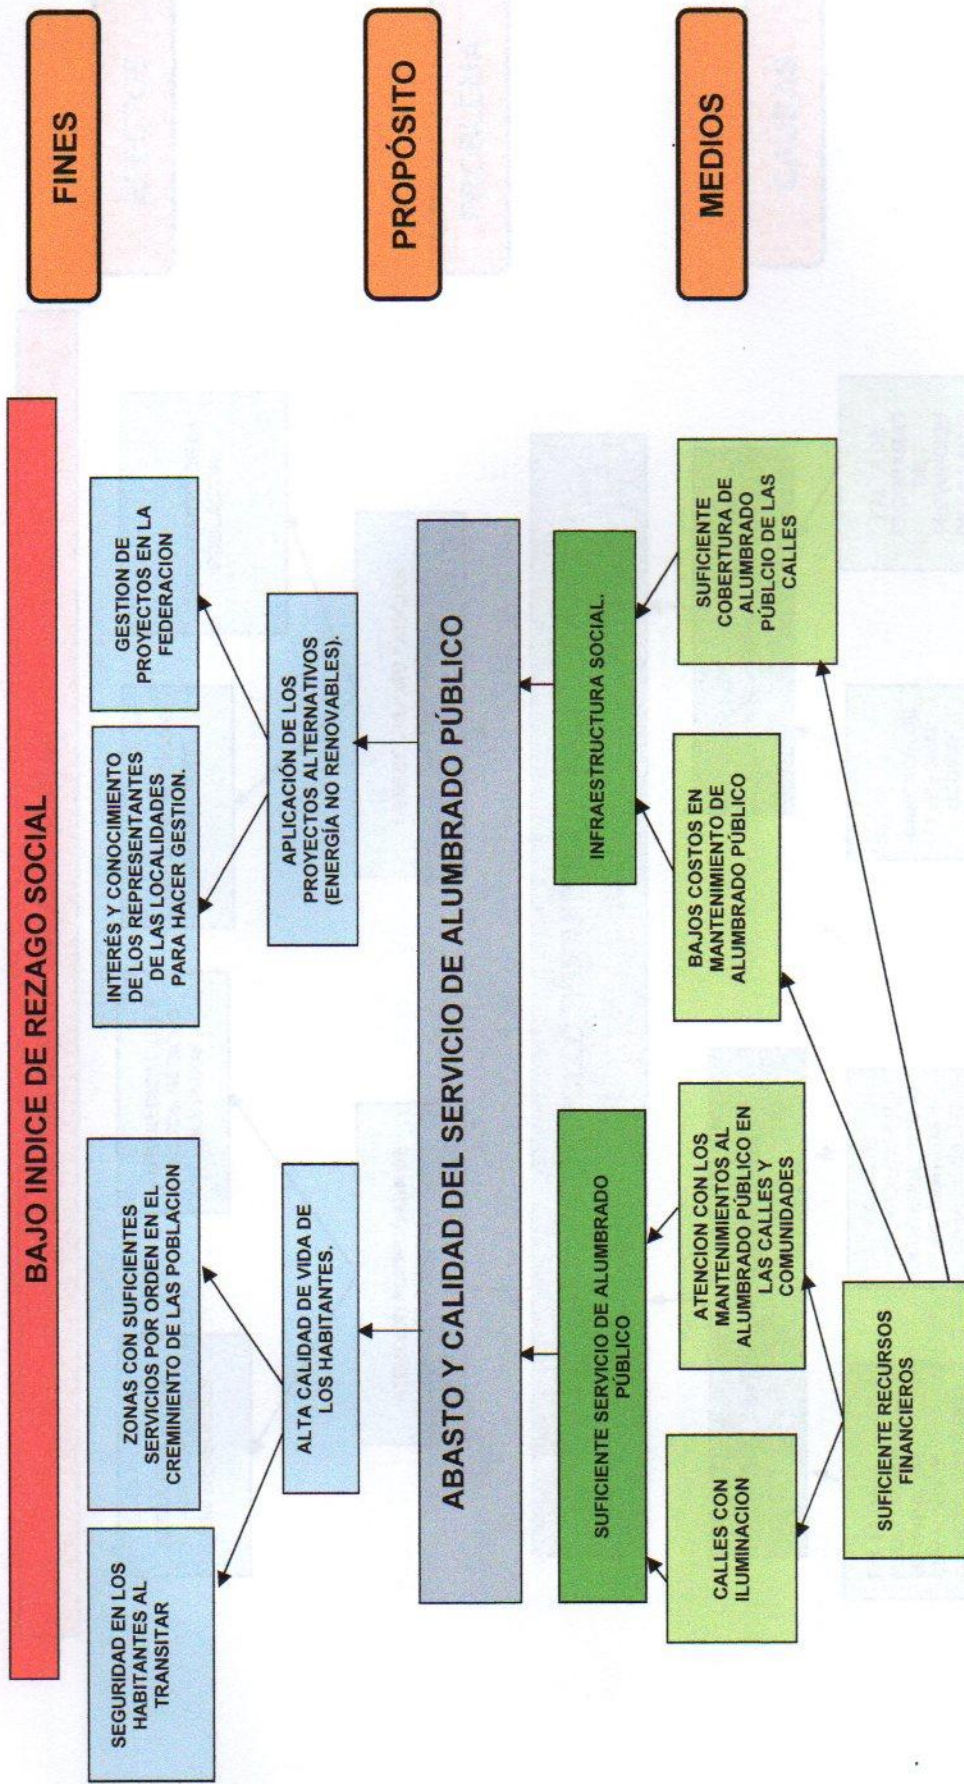 BAJO INDICE DE REZAGO SOCIAL
FINES
SEGURIDAD EN LOS
HABITANTES AL
TRANSITAR
ZONAS CON SUFICIENTES
SERVICIOS POR ORDEN EN EL
CREMINIENTO DE LAS POBLACION
INTERÉS Y CONOCIMIENTO
DE LOS REPRESENTANTES
DE LAS LOCALIDADES
PARA HACER GESTION.
GESTION DE
PROYECTOS EN LA
FEDERACION
ALTA CALIDAD DE VIDA DE
LOS HABITANTES.
APLICACIÓN DE LOS
PROYECTOS ALTERNATIVOS
(ENERGÍA NO RENOVABLES).
ABASTO Y CALIDAD DEL SERVICIO DE ALUMBRADO PÚBLICO
PROPÓSITO
SUFICIENTE SERVICIO DE ALUMBRADO
PÚBLICO
INFRAESTRUCTURA SOCIAL.
CALLES CON
ILUMINACION
ATENCION CON LOS
MANTENIMIENTOS AL
ALUMBRADO PÚBLICO EN
LAS CALLES Y
COMUNIDADES
BAJOS COSTOS EN
MANTENIMIENTO DE
ALUMBRADO PÚBLICO
SUFICIENTE
COBERTURA DE
ALUMBRADO
PÚBLCIO DE LAS
CALLES
MEDIOS
SUFICIENTE RECURSOS
FINANCIEROS